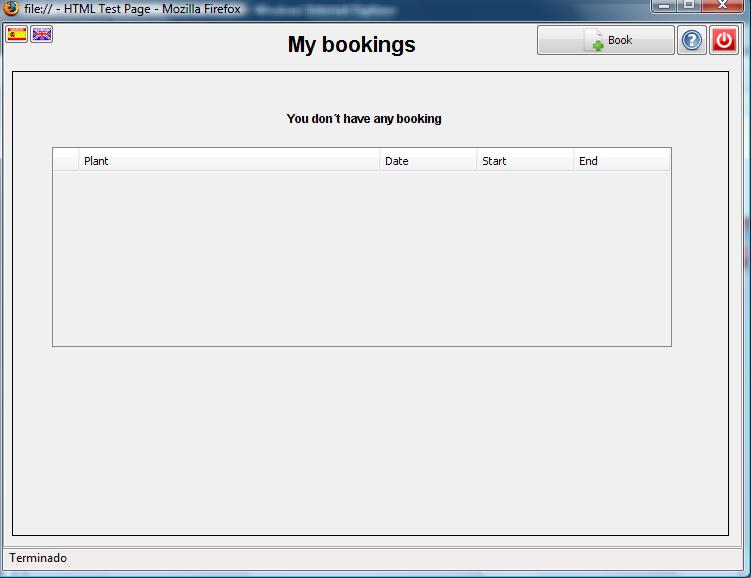 file:// - HTML Test Page - Mozilla Firefox
My bookings
Book
?
You don´t have any booking
Plant Date Start End
Terminado